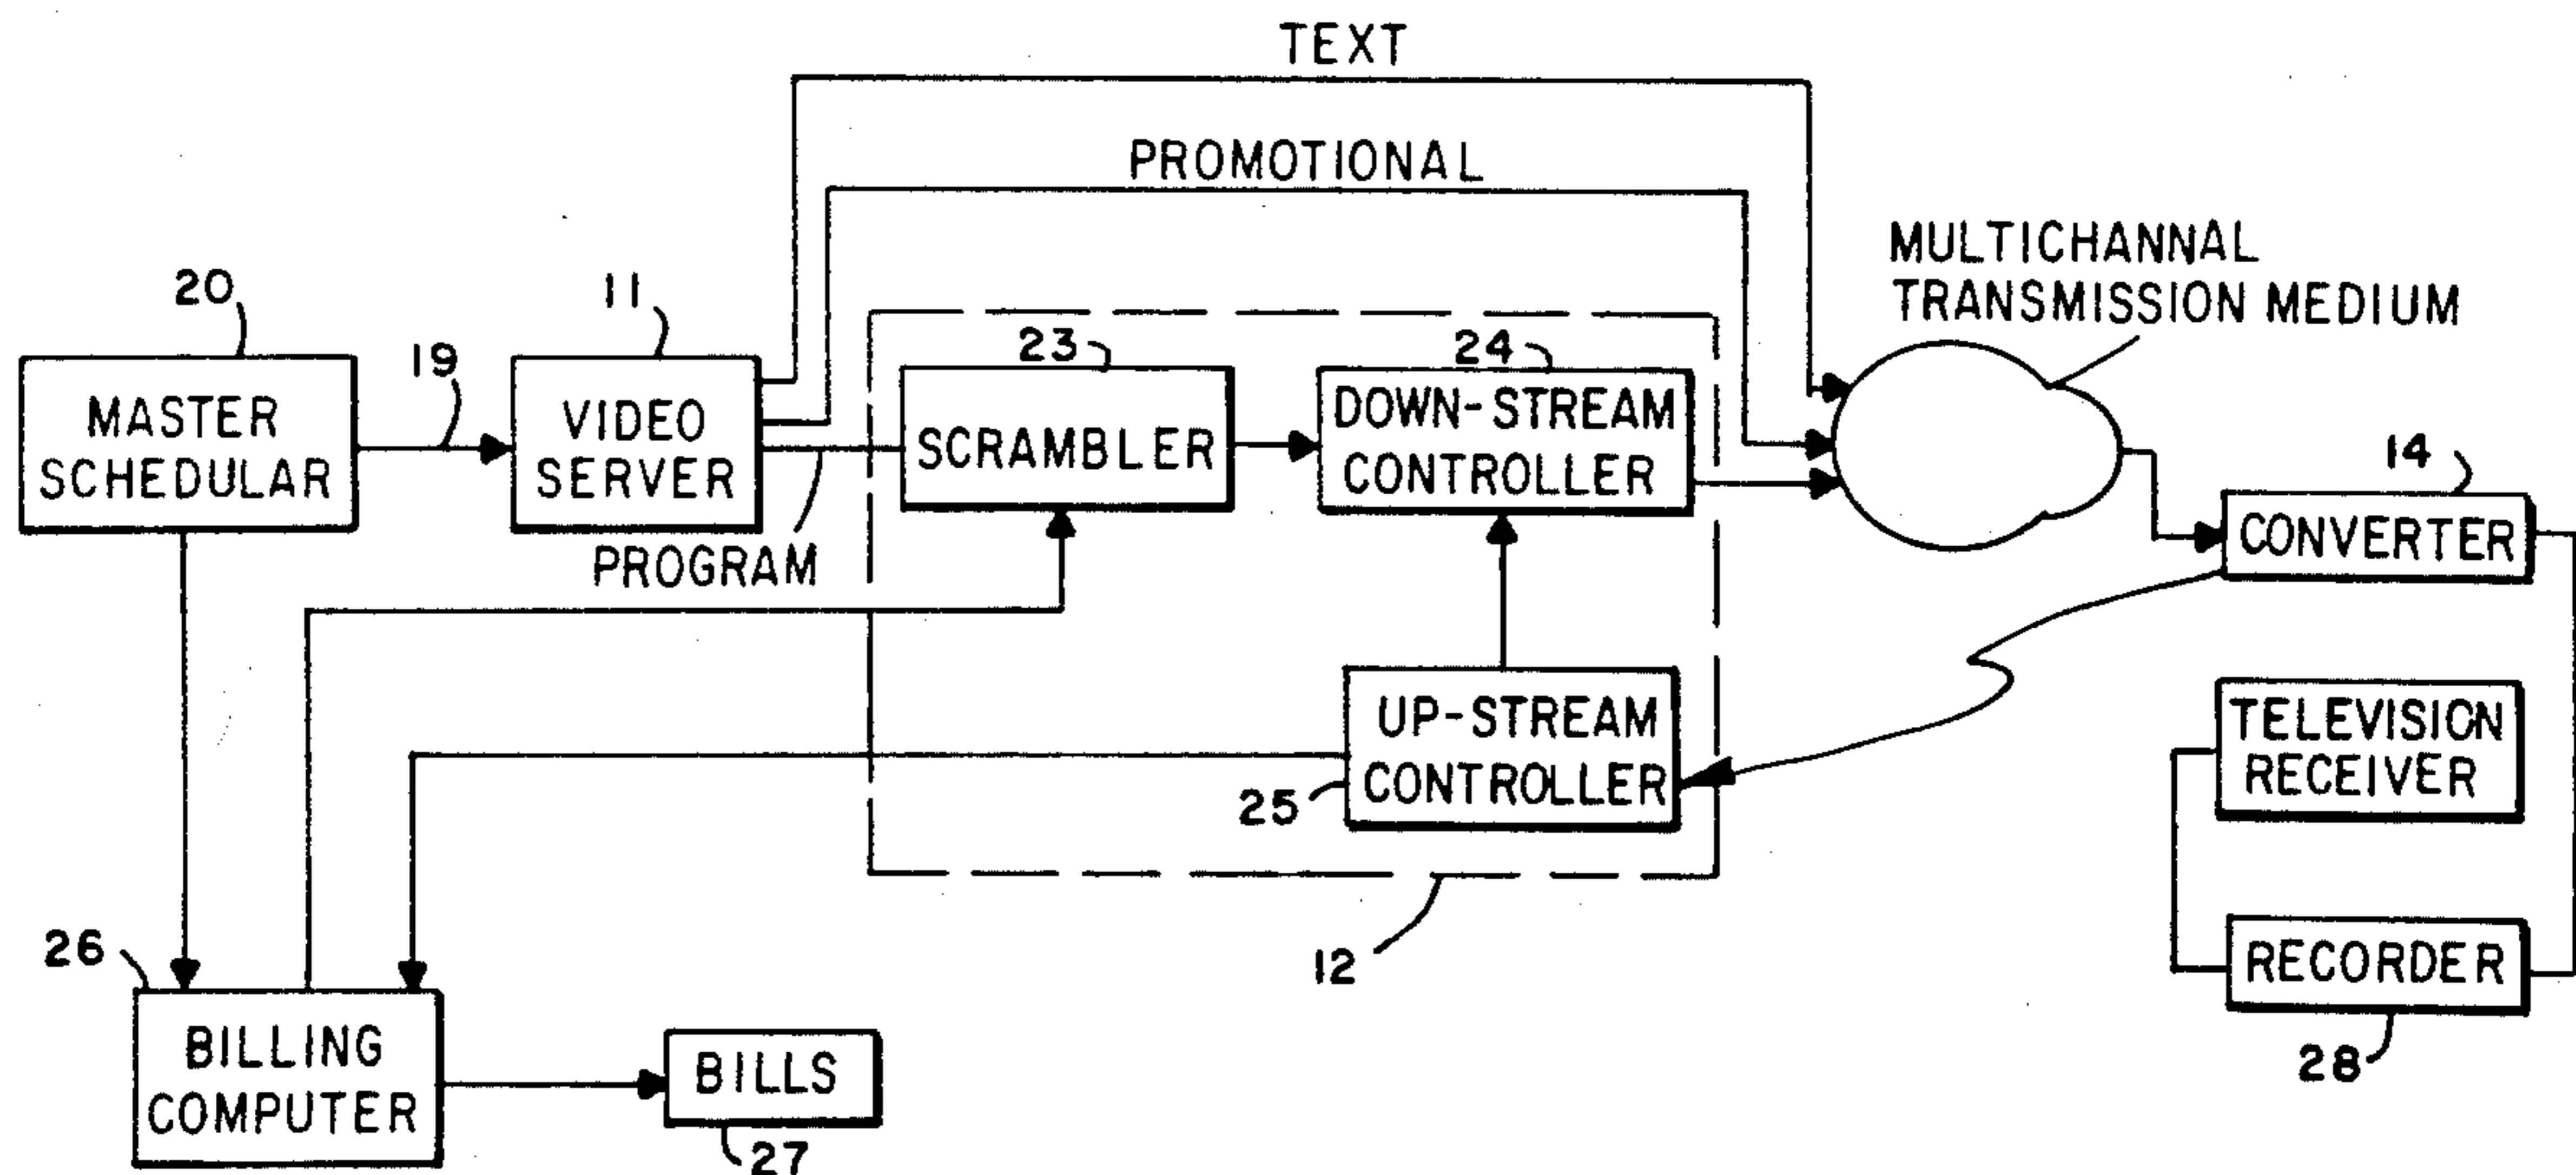 TEXT
PROMOTIONAL
MULTICHANNAL
TRANSMISSION MEDIUM
20
11
19
23
24
14
MASTER
SCHEDULAR
VIDEO
SERVER
SCRAMBLER
DOWN-STREAM
CONTROLLER
CONVERTER
PROGRAM
UP-STREAM
CONTROLLER
25
TELEVISION
RECEIVER
26
12
RECORDER
28
BILLING
COMPUTER
BILLS
27